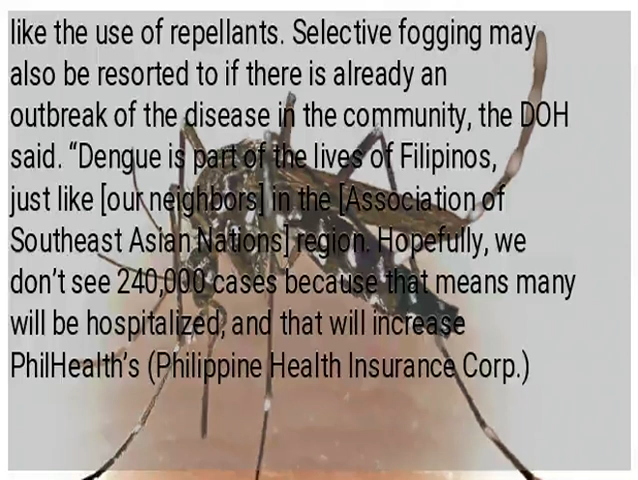 like the use of repellants. Selective fogging may
also be resorted to if there is already an
outbreak of the disease in the community, the DOH
said. “Dengue is part of the lives of Filipinos,
just like [our neighbors] in the [Association of
Southeast Asian Nations] region. Hopefully, we
don’t see 240,000 cases because that means many
will be hospitalized, and that will increase
PhilHealth’s (Philippine Health Insurance Corp.)